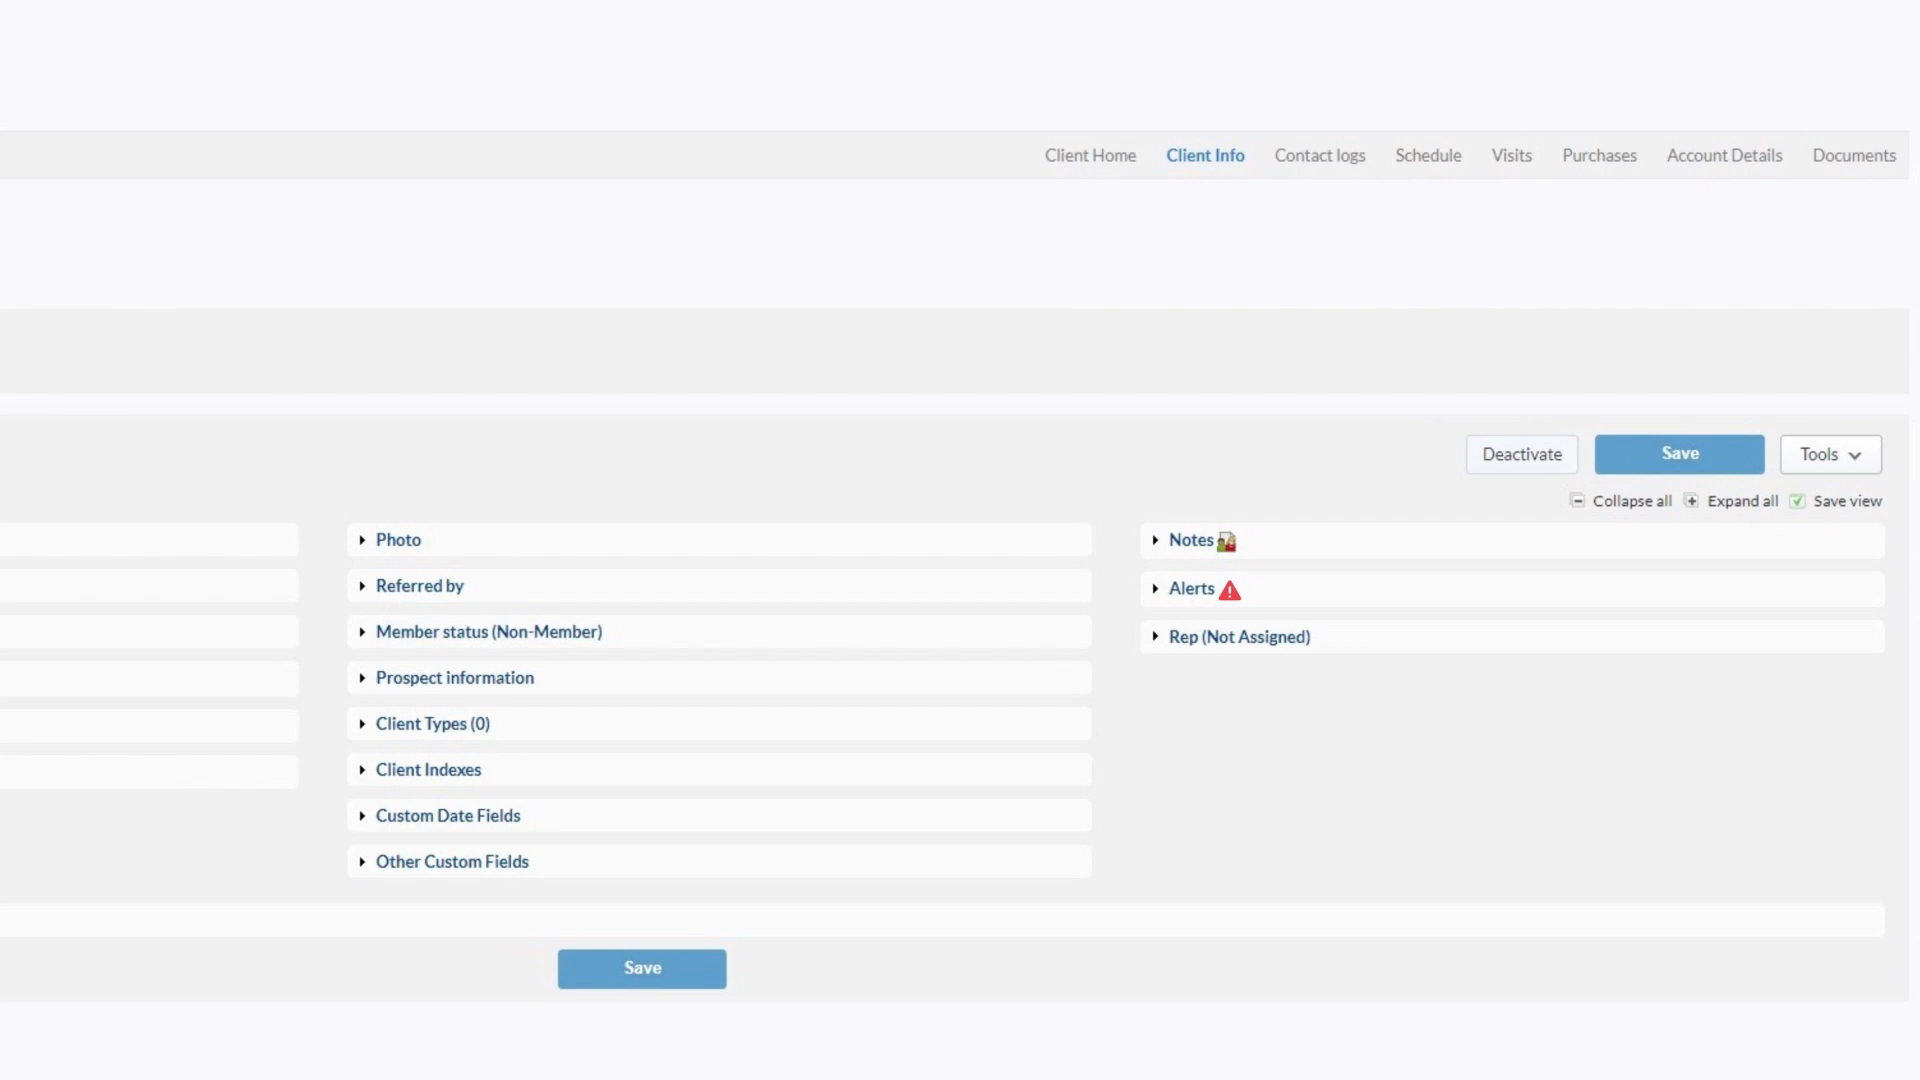 Client Home Client Info Contact logs Schedule Visits Purchases Account Details Documents
Deactivate Save Tools
Collapse all Expand all Save view
Photo
Referred by
Member status (Non-Member)
Prospect information
Client Types (0)
Client Indexes
Custom Date Fields
Other Custom Fields
Notes
Alerts
Rep (Not Assigned)
Save